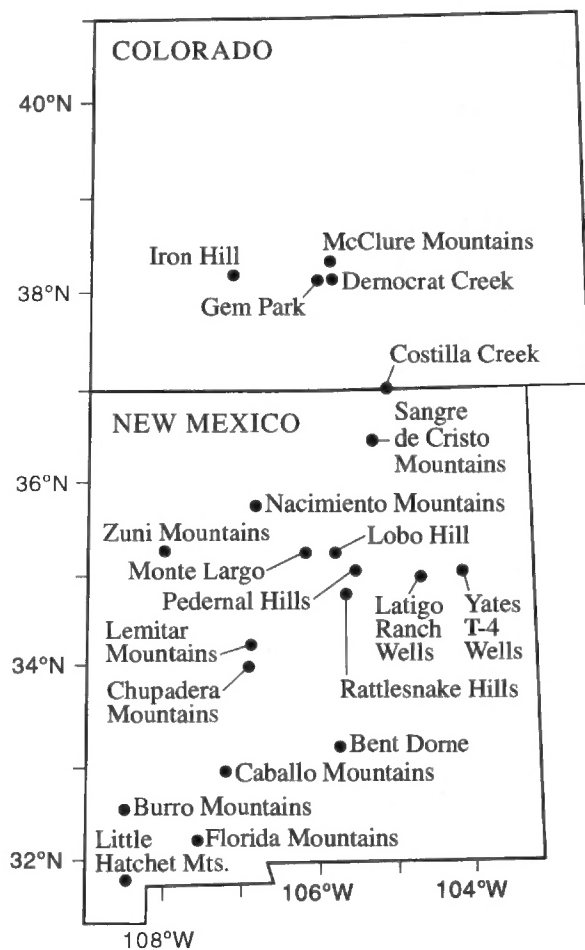 COLORADO
40°N
McClure Mountains
Iron Hill
Democrat Creek
38°N
Gem Park
Costilla Creek
NEW MEXICO
Sangre
de Cristo
Mountains
36°N
Nacimiento Mountains
Zuni Mountains
Lobo Hill
Monte Largo
Pedernal Hills
Latigo
Ranch
Wells
Yates
T-4
Wells
Lemitar
Mountains
34°N
Chupadera
Mountains
Rattlesnake Hills
Bent Dorne
Caballo Mountains
Burro Mountains
Little
Hatchet Mts.
Florida Mountains
32°N
106°W
104°W
108°W